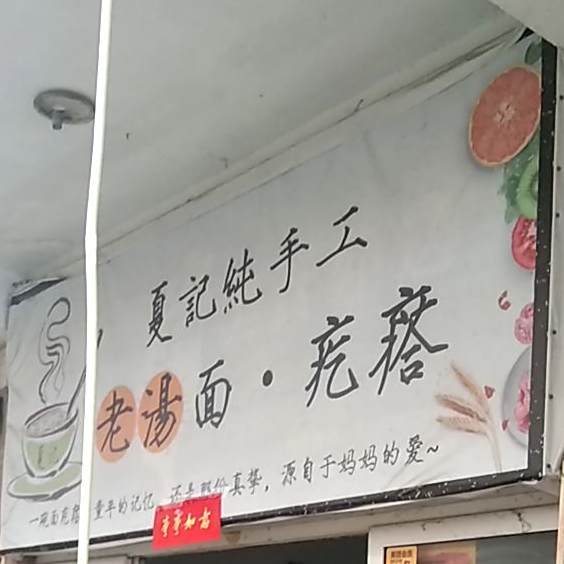 夏記純手工
老湯面·疙瘩
一碗面疙瘩 童年的记忆，还是那份真挚，源自于妈妈的爱~
事事如意